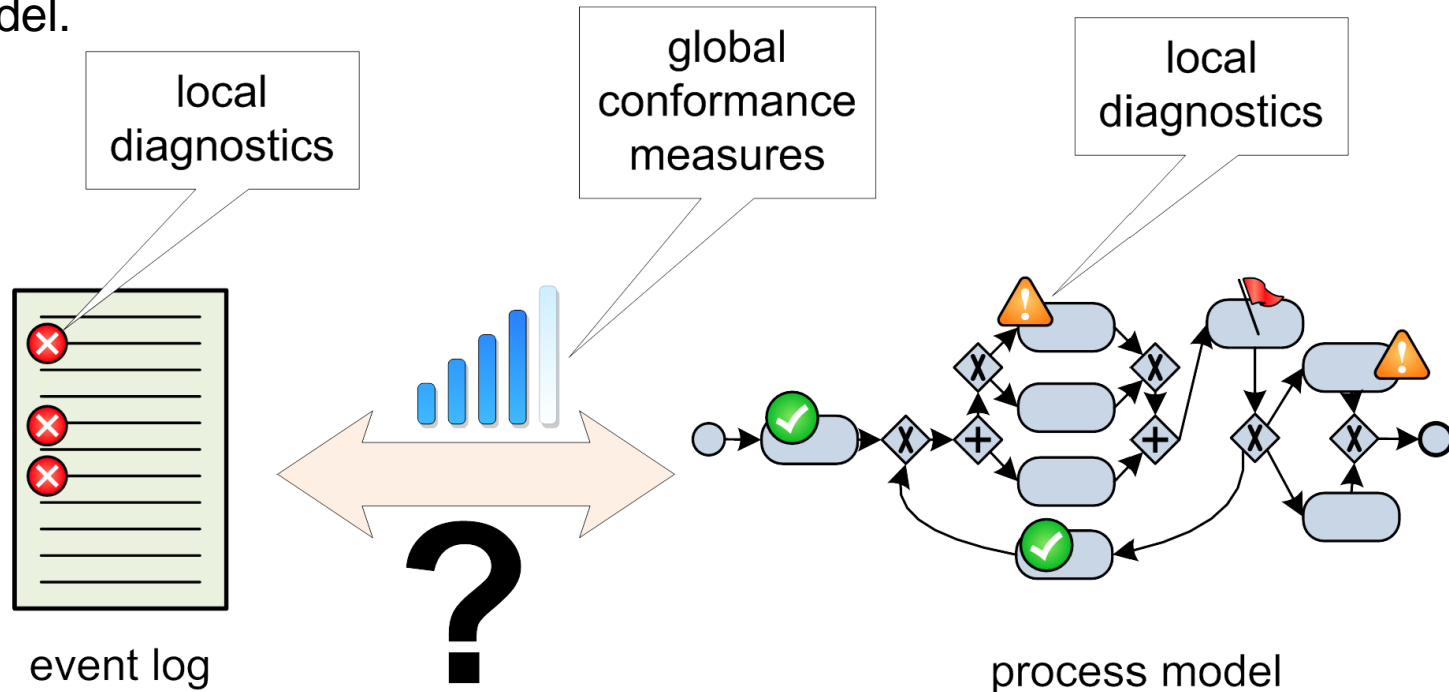 del.
local
diagnostics
global
conformance
measures
local
diagnostics
?
event log
process model